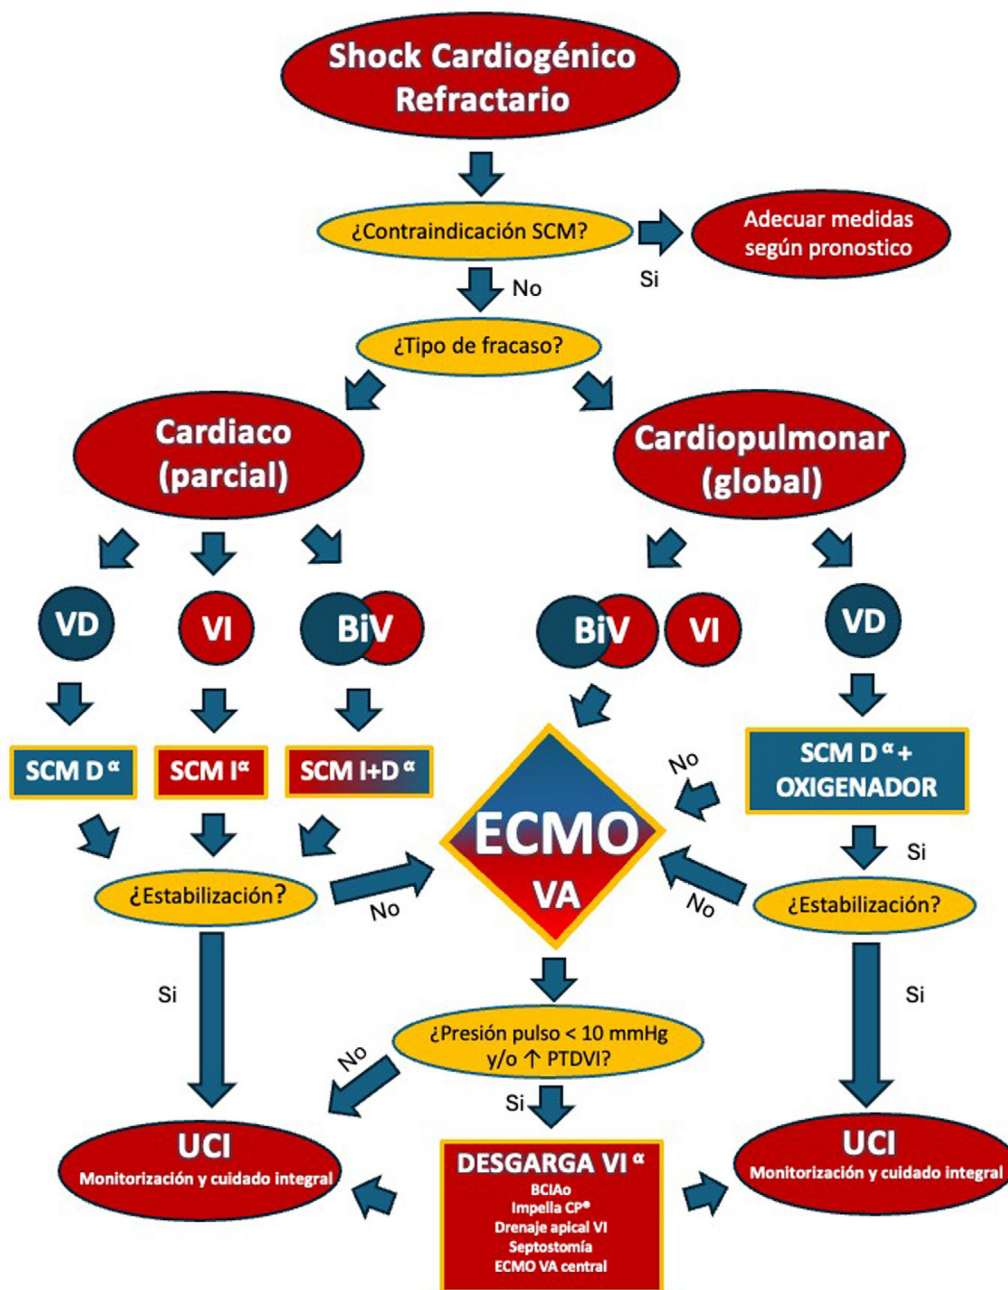 Shock Cardiogénico
Refractario
¿Contraindicación SCM?
Adecuar medidas
según pronostico
Si
No
¿Tipo de fracaso?
Cardiaco
(parcial)
Cardiopulmonar
(global)
VD
VI
BiV
BiV
VI
VD
SCM D α
SCM I α
SCM I+D α
SCM D α +
OXIGENADOR
No
ECMO
VA
Si
¿Estabilización?
No
No
¿Estabilización?
Si
Si
¿Presión pulso < 10 mmHg
y/o ↑ PTDVI?
No
Si
UCI
Monitorización y cuidado integral
DESGARGA VI α
BCIAo
Impella CP®
Drenaje apical VI
Septostomía
ECMO VA central
UCI
Monitorización y cuidado integral